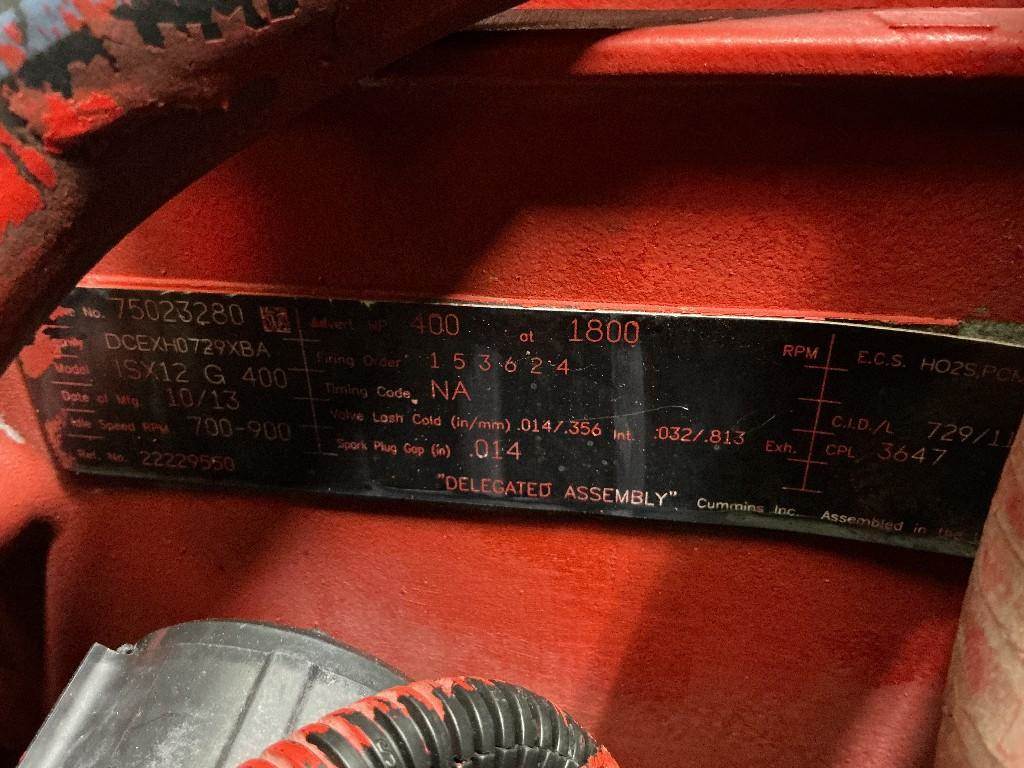 No. 75023280 Advert. HP 400 at 1800 RPM E.C.S. HO2S,PCM
DCEXH0729XBA Firing Order 1 5 3 6 2 4
Model ISX12 G 400 Timing Code NA
Date of Mfg. 10/13 Valve Lash Cold (in/mm) .014/.356 Int. .032/.813 Exh. C.I.D./L 729/11
Idle Speed RPM 700-900 Spark Plug Gap (in) .014 CPL 3647
Ref. No. 22229550 "DELEGATED ASSEMBLY" Cummins Inc. Assembled in the